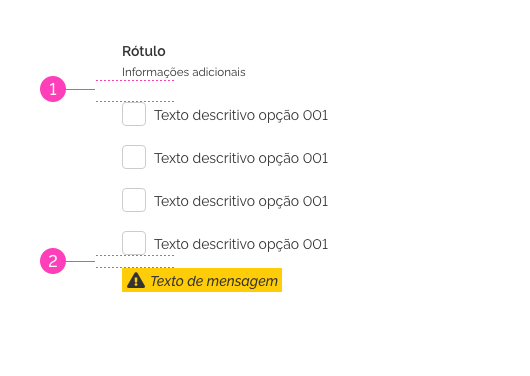 Rótulo
Informações adicionais
1
Texto descritivo opção 001
Texto descritivo opção 001
Texto descritivo opção 001
Texto descritivo opção 001
2
Texto de mensagem